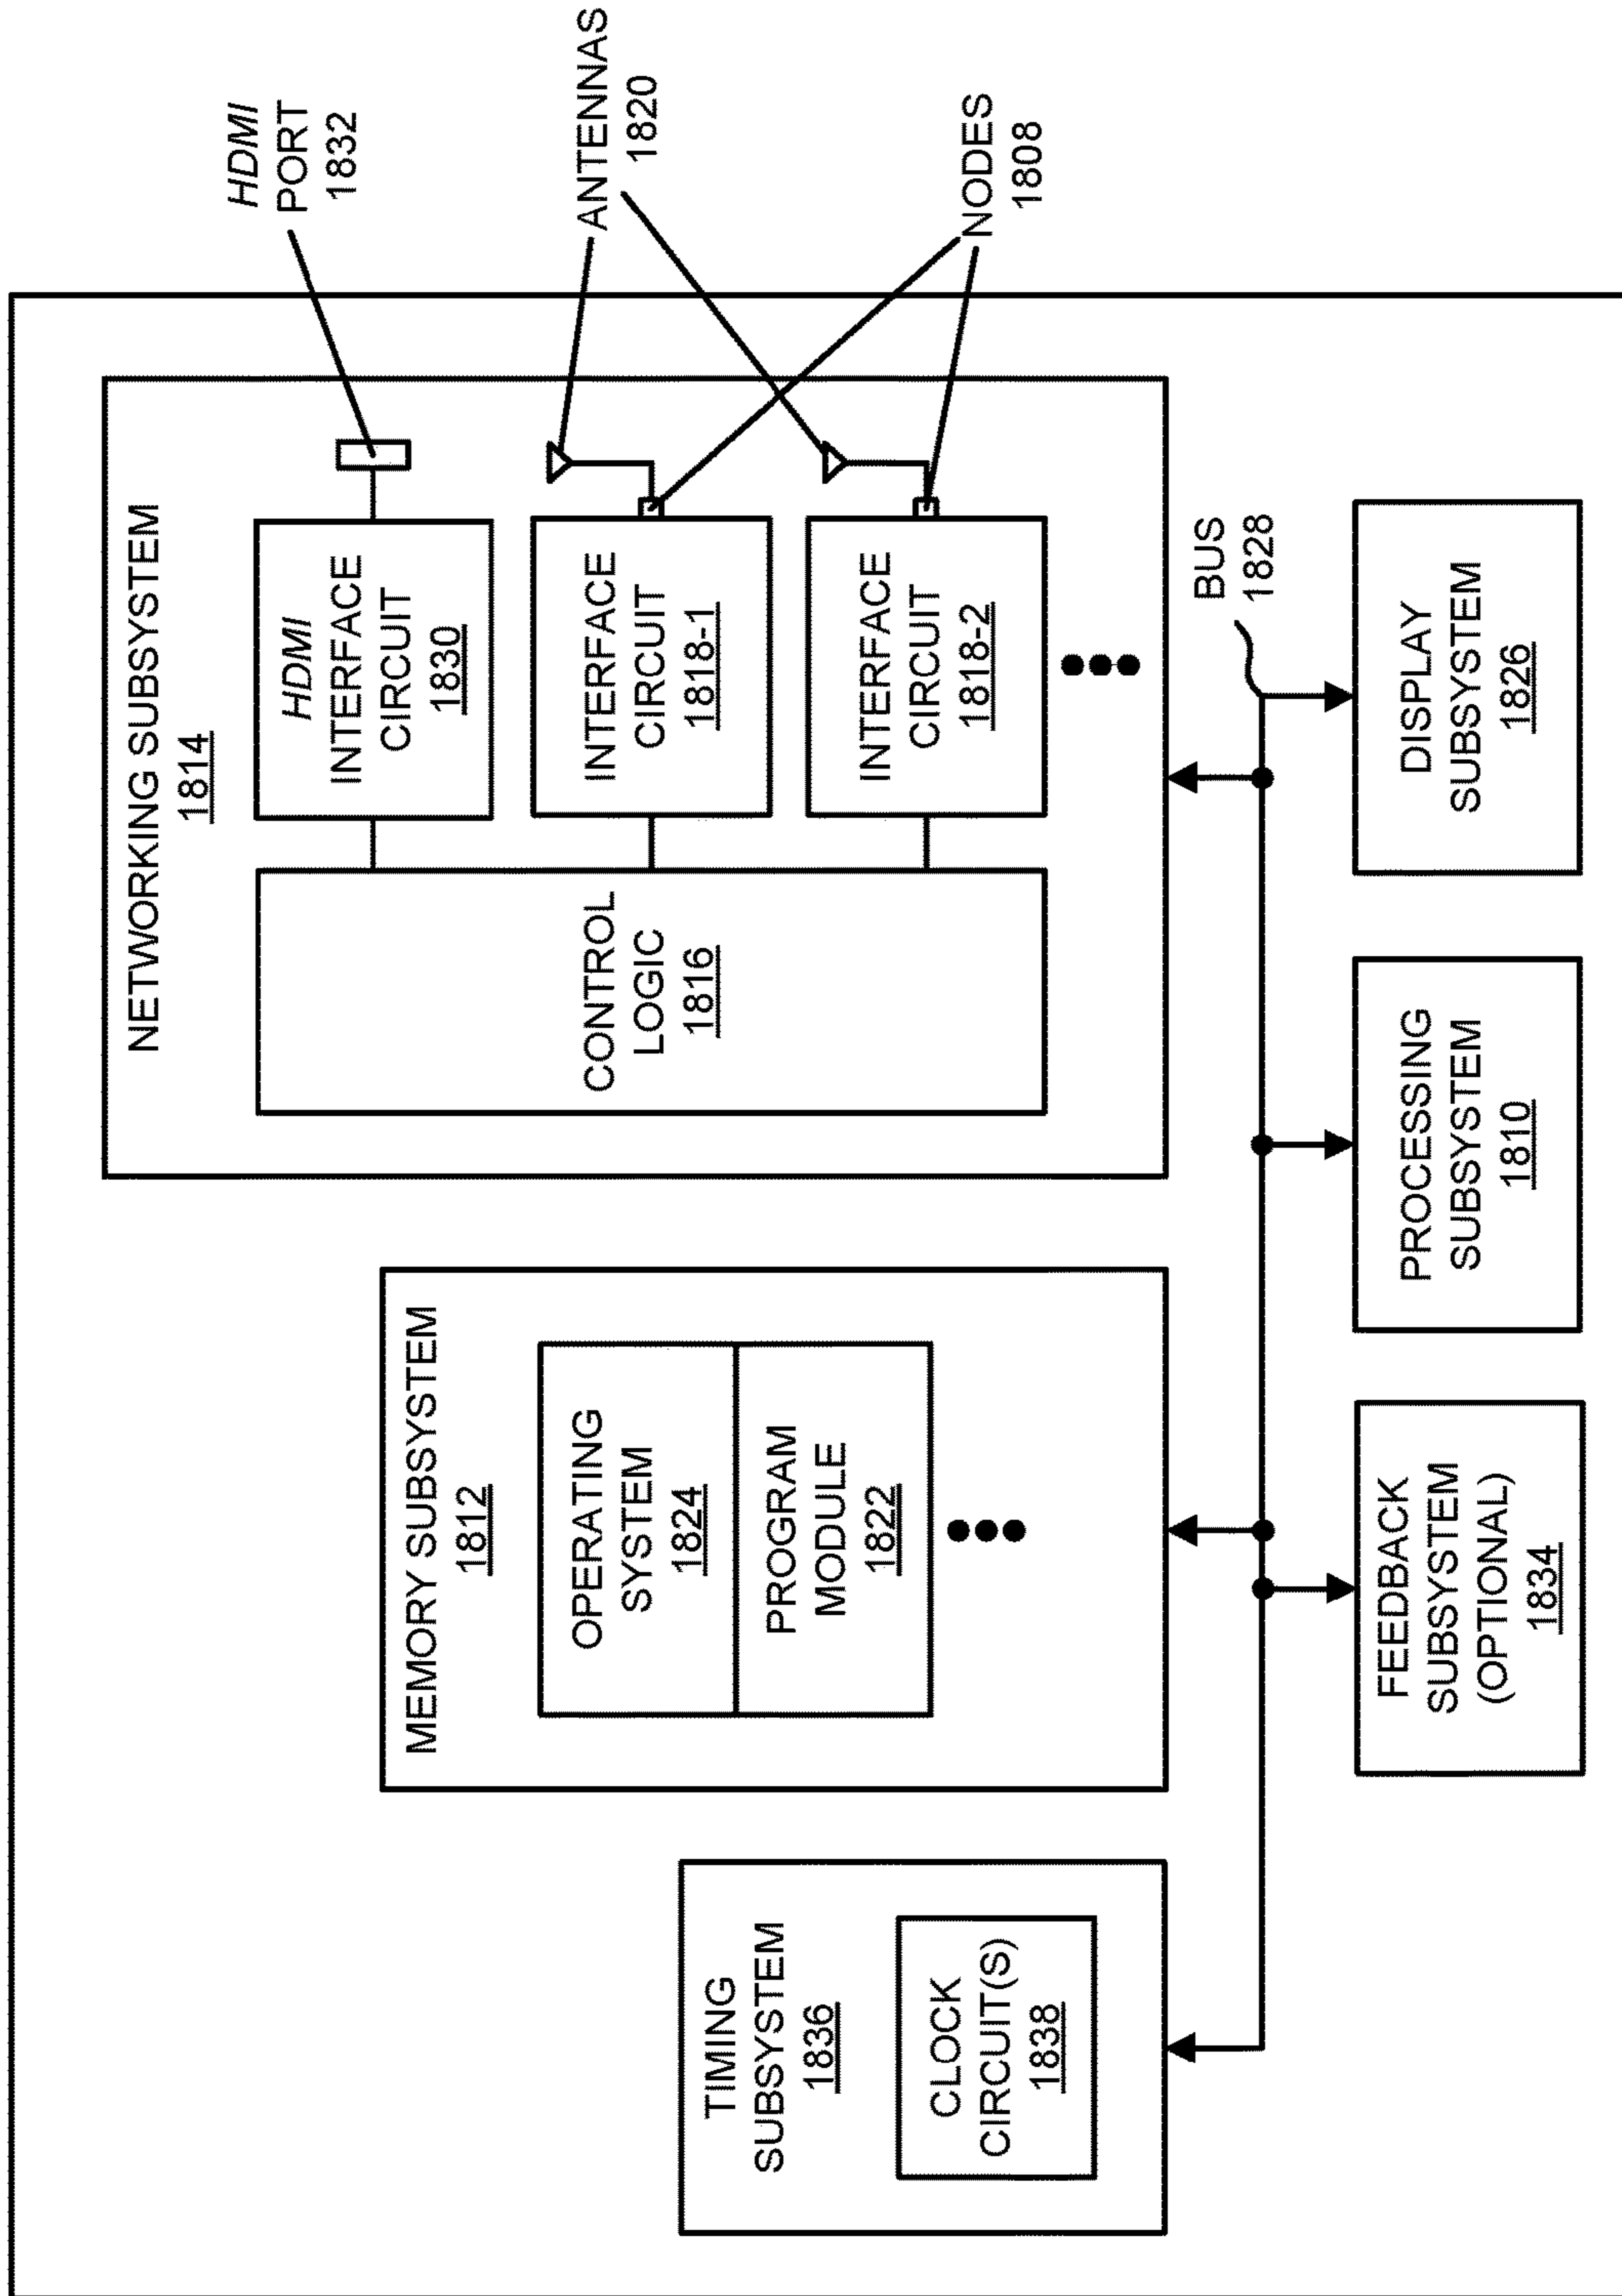 TIMING
SUBSYSTEM
1836
CLOCK
CIRCUIT(S)
1838
MEMORY SUBSYSTEM
1812
OPERATING
SYSTEM
1824
PROGRAM
MODULE
1822
NETWORKING SUBSYSTEM
1814
CONTROL
LOGIC
1816
HDMI
INTERFACE
CIRCUIT
1830
INTERFACE
CIRCUIT
1818-1
INTERFACE
CIRCUIT
1818-2
HDMI
PORT
1832
ANTENNAS
1820
NODES
1808
BUS
1828
FEEDBACK
SUBSYSTEM
(OPTIONAL)
1834
PROCESSING
SUBSYSTEM
1810
DISPLAY
SUBSYSTEM
1826